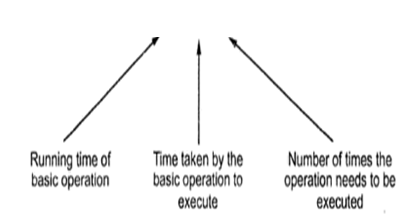 Running time of
basic operation
Time taken by the
basic operation to
execute
Number of times the
operation needs to be
executed